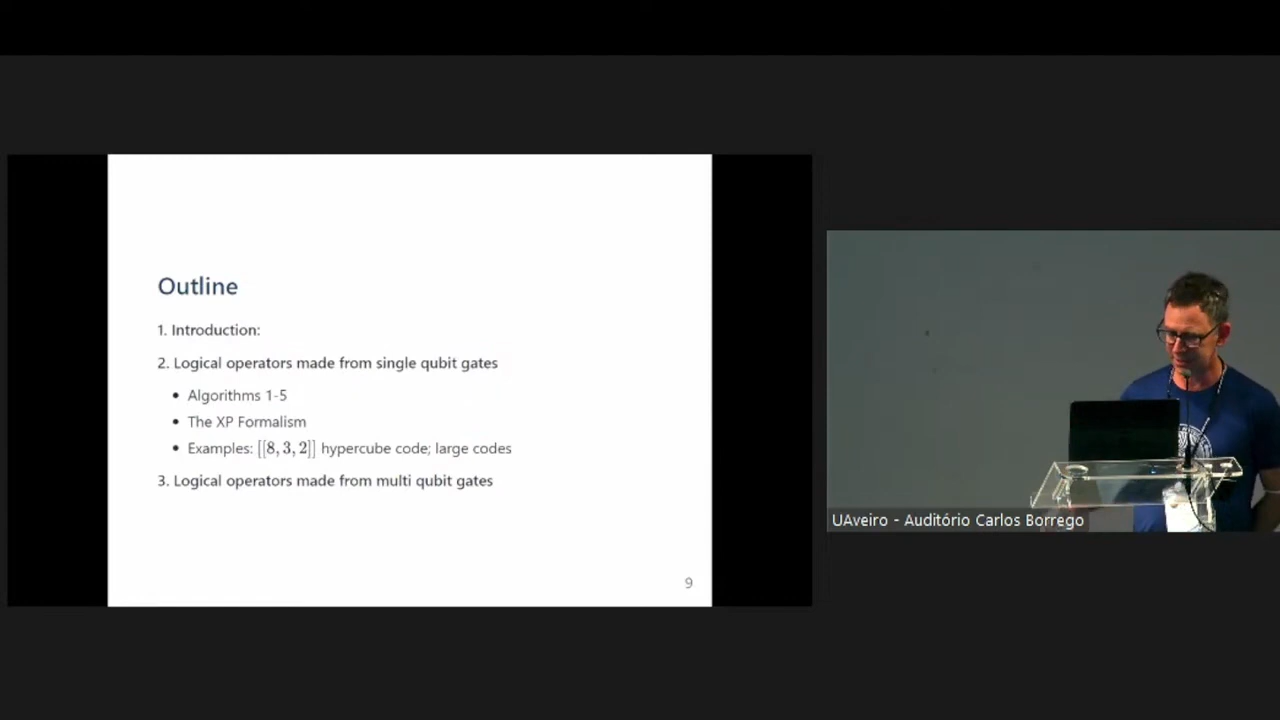 Outline
1. Introduction:
2. Logical operators made from single qubit gates
• Algorithms 1-5
• The XP Formalism
• Examples: [[8, 3, 2]] hypercube code; large codes
3. Logical operators made from multi qubit gates
9
UAveiro - Auditório Carlos Borrego